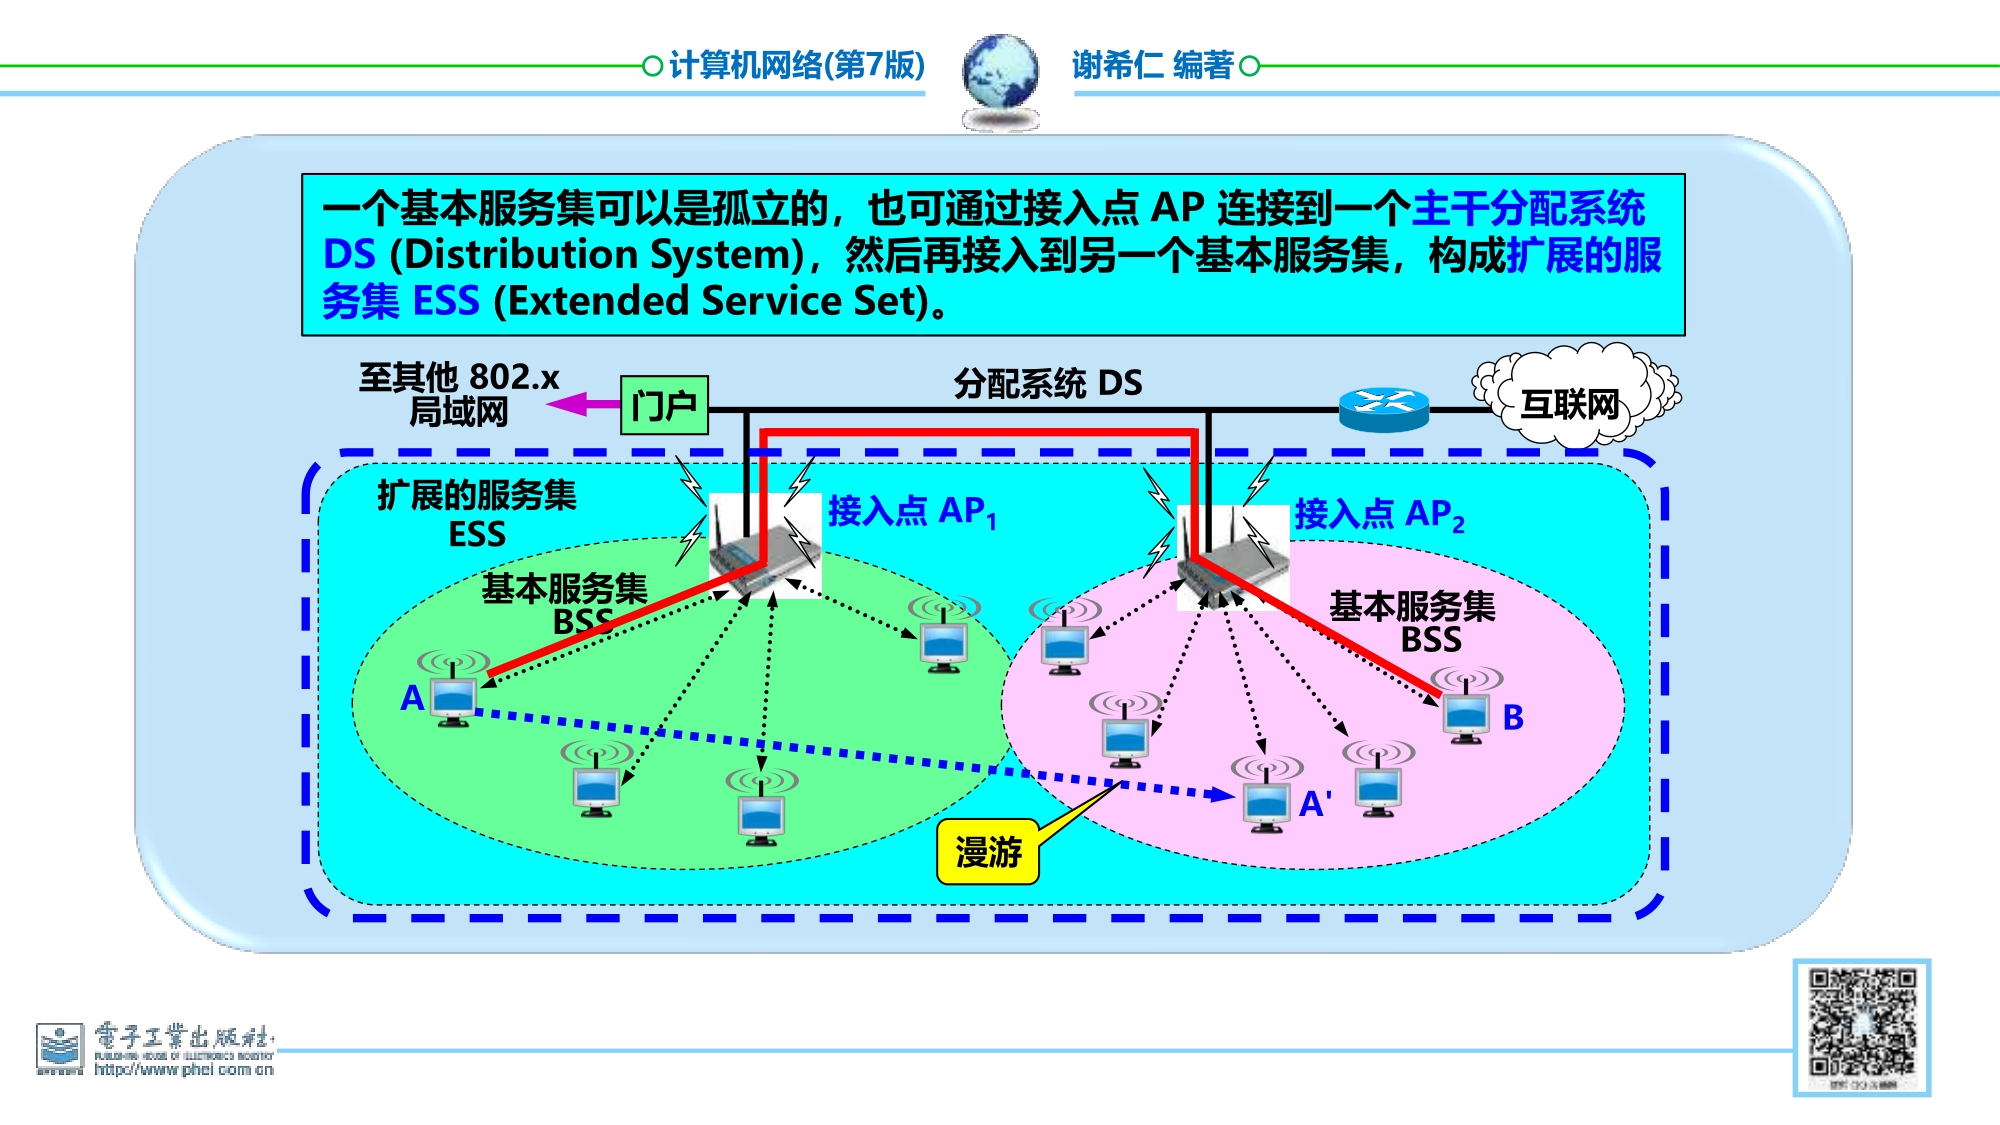 计算机网络(第7版)
谢希仁 编著
一个基本服务集可以是孤立的，也可通过接入点 AP 连接到一个主干分配系统
DS (Distribution System)，然后再接入到另一个基本服务集，构成扩展的服
务集 ESS (Extended Service Set)。
至其他 802.x
局域网
门户
分配系统 DS
互联网
扩展的服务集
ESS
接入点 AP₁
接入点 AP₂
基本服务集
BSS
基本服务集
BSS
A
B
A'
漫游
電子工業出版社
PUBLISHING HOUSE OF ELECTRONICS INDUSTRY
http://www.phei.com.cn